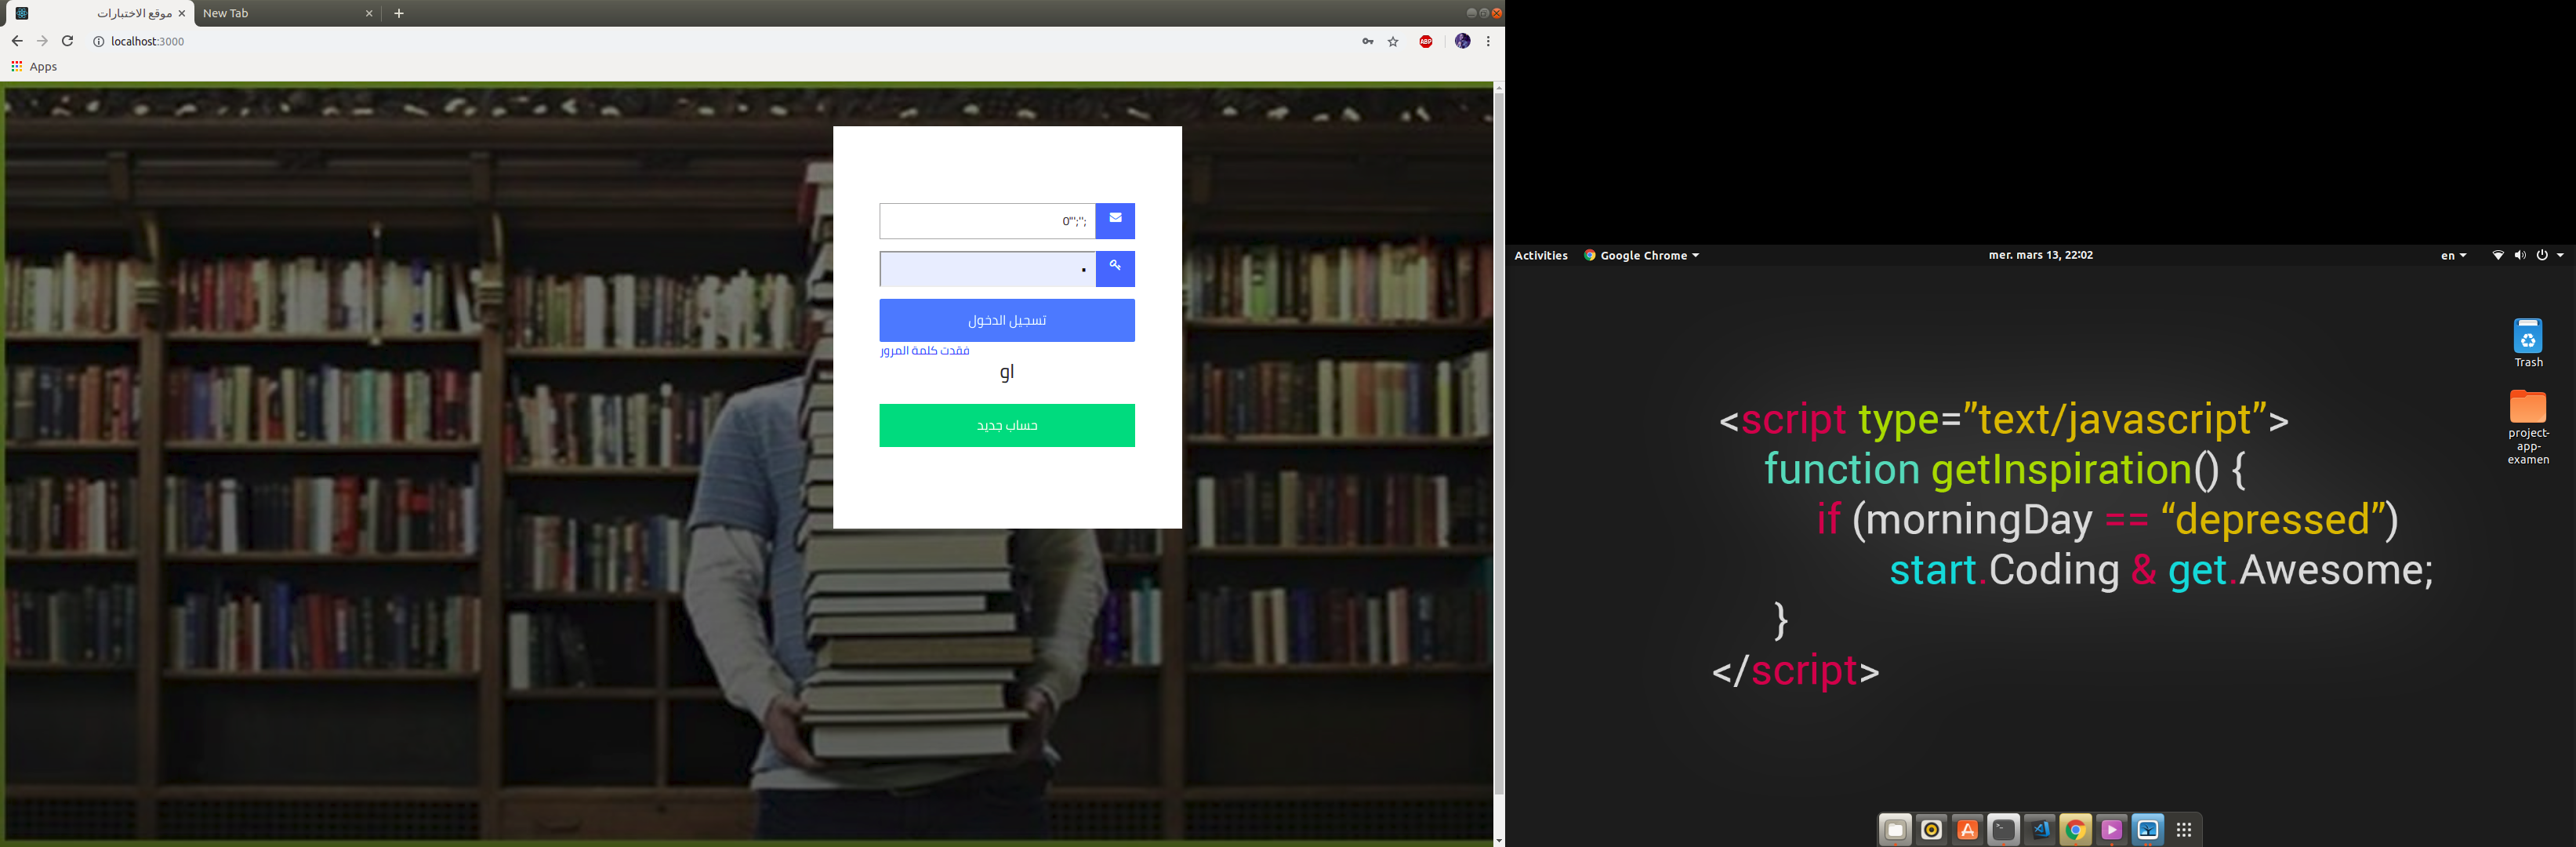 موقع الاختبارات
New Tab
localhost:3000
ABP
Apps
تسجيل الدخول
فقدت كلمة المرور
او
حساب جديد
Activities
Google Chrome
mer. mars 13, 22:02
en
Trash
project-
app-
examen
<script type=”text/javascript”>
function getInspiration() {
if (morningDay == “depressed”)
start.Coding & get.Awesome;
}
</script>